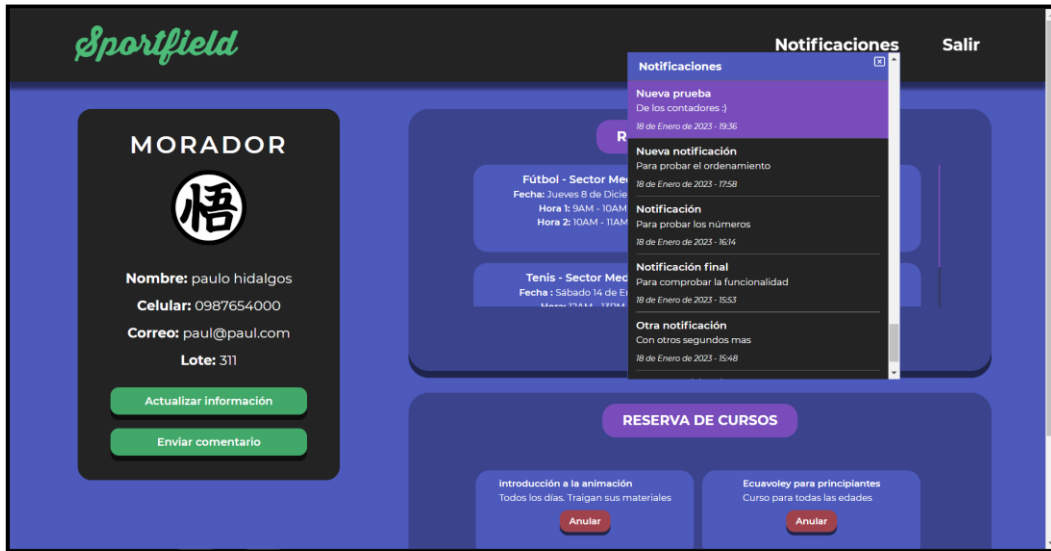 Sportfield
Notificaciones
Salir
MORADOR
悟
Nombre: paulo hidalgos
Celular: 0987654000
Correo: paul@paul.com
Lote: 311
Actualizar información
Enviar comentario
R
Fútbol - Sector Med
Fecha: Jueves 8 de Dicie
Hora 1: 9AM - 10AM
Hora 2: 10AM - 11AM
Tenis - Sector Med
Fecha : Sábado 14 de En
Notificaciones
Nueva prueba
De los contadores :)
18 de Enero de 2023 - 19:36
Nueva notificación
Para probar el ordenamiento
18 de Enero de 2023 - 17:58
Notificación
Para probar los números
18 de Enero de 2023 - 16:14
Notificación final
Para comprobar la funcionalidad
18 de Enero de 2023 - 15:53
Otra notificación
Con otros segundos mas
18 de Enero de 2023 - 15:48
RESERVA DE CURSOS
introducción a la animación
Todos los días. Traigan sus materiales
Anular
Ecuavoley para principiantes
Curso para todas las edades
Anular